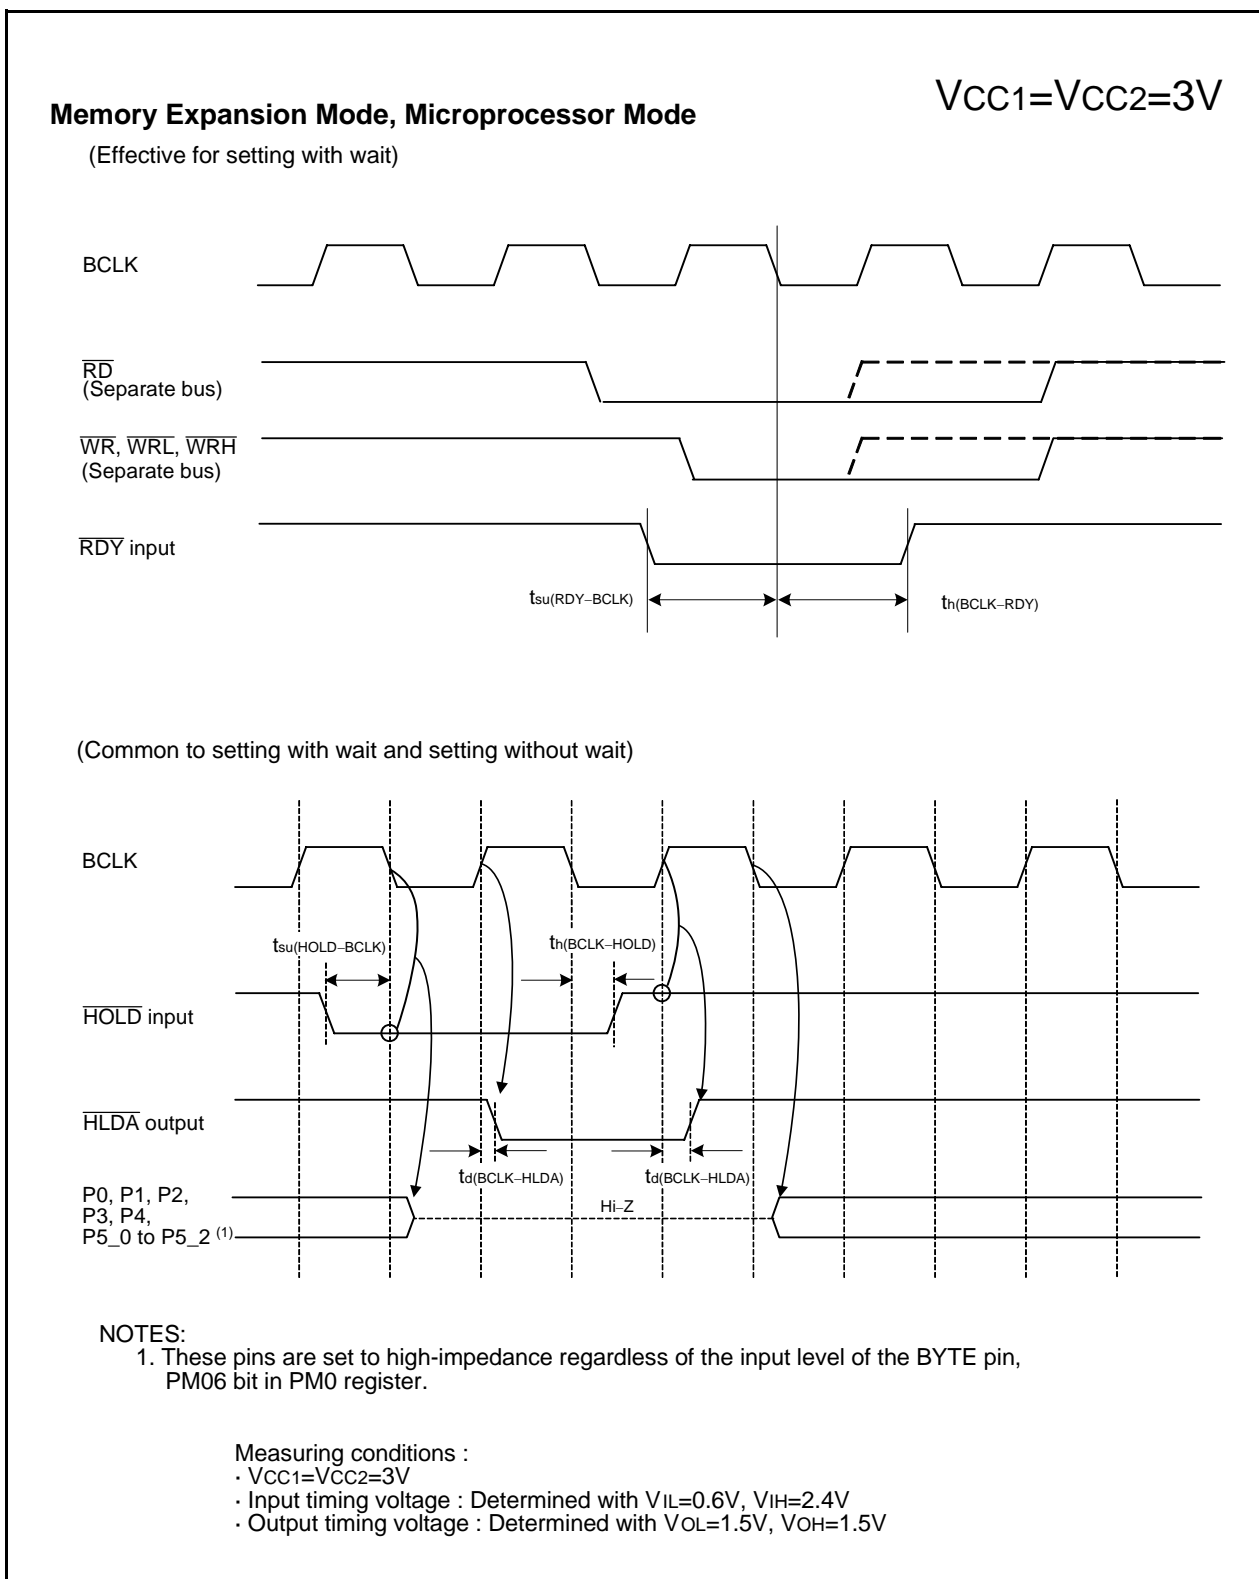 VCC1=VCC2=3V
Memory Expansion Mode, Microprocessor Mode
(Effective for setting with wait)
BCLK
RD
(Separate bus)
WR, WRL, WRH
(Separate bus)
RDY input
tsu(RDY−BCLK)
th(BCLK−RDY)
(Common to setting with wait and setting without wait)
BCLK
tsu(HOLD−BCLK)
th(BCLK−HOLD)
HOLD input
HLDA output
td(BCLK−HLDA)
td(BCLK−HLDA)
P0, P1, P2,
P3, P4,
P5_0 to P5_2 (1)
Hi−Z
NOTES:
1. These pins are set to high-impedance regardless of the input level of the BYTE pin,
PM06 bit in PM0 register.
Measuring conditions :
· VCC1=VCC2=3V
· Input timing voltage : Determined with VIL=0.6V, VIH=2.4V
· Output timing voltage : Determined with VOL=1.5V, VOH=1.5V